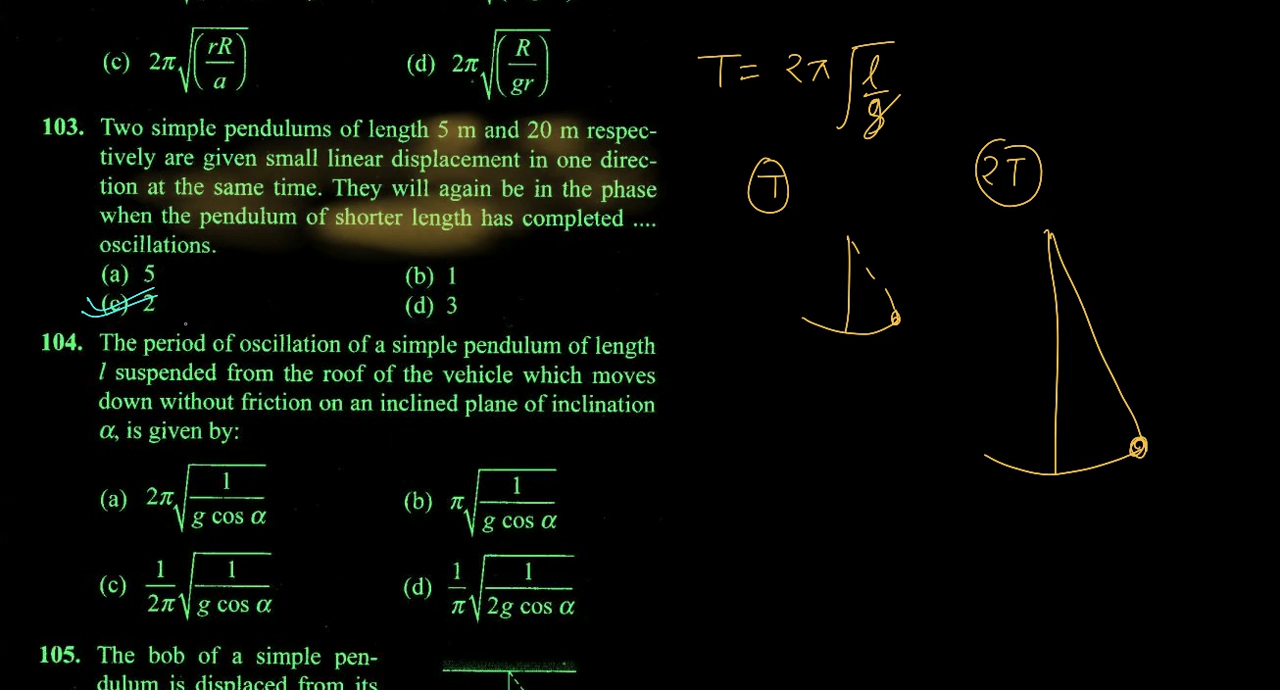 (c) 2π√(rR/a) (d) 2π√(R/gr)
T = 2π√(l/g)
103. Two simple pendulums of length 5 m and 20 m respec-
tively are given small linear displacement in one direc-
tion at the same time. They will again be in the phase
when the pendulum of shorter length has completed ....
oscillations.
(a) 5 (b) 1
(c) 2 (d) 3
T 2T
104. The period of oscillation of a simple pendulum of length
l suspended from the roof of the vehicle which moves
down without friction on an inclined plane of inclination
α, is given by:
(a) 2π√(1/g cos α) (b) π√(1/g cos α)
(c) 1/2π √(1/g cos α) (d) 1/π √(1/2g cos α)
105. The bob of a simple pen-
dulum is displaced from its